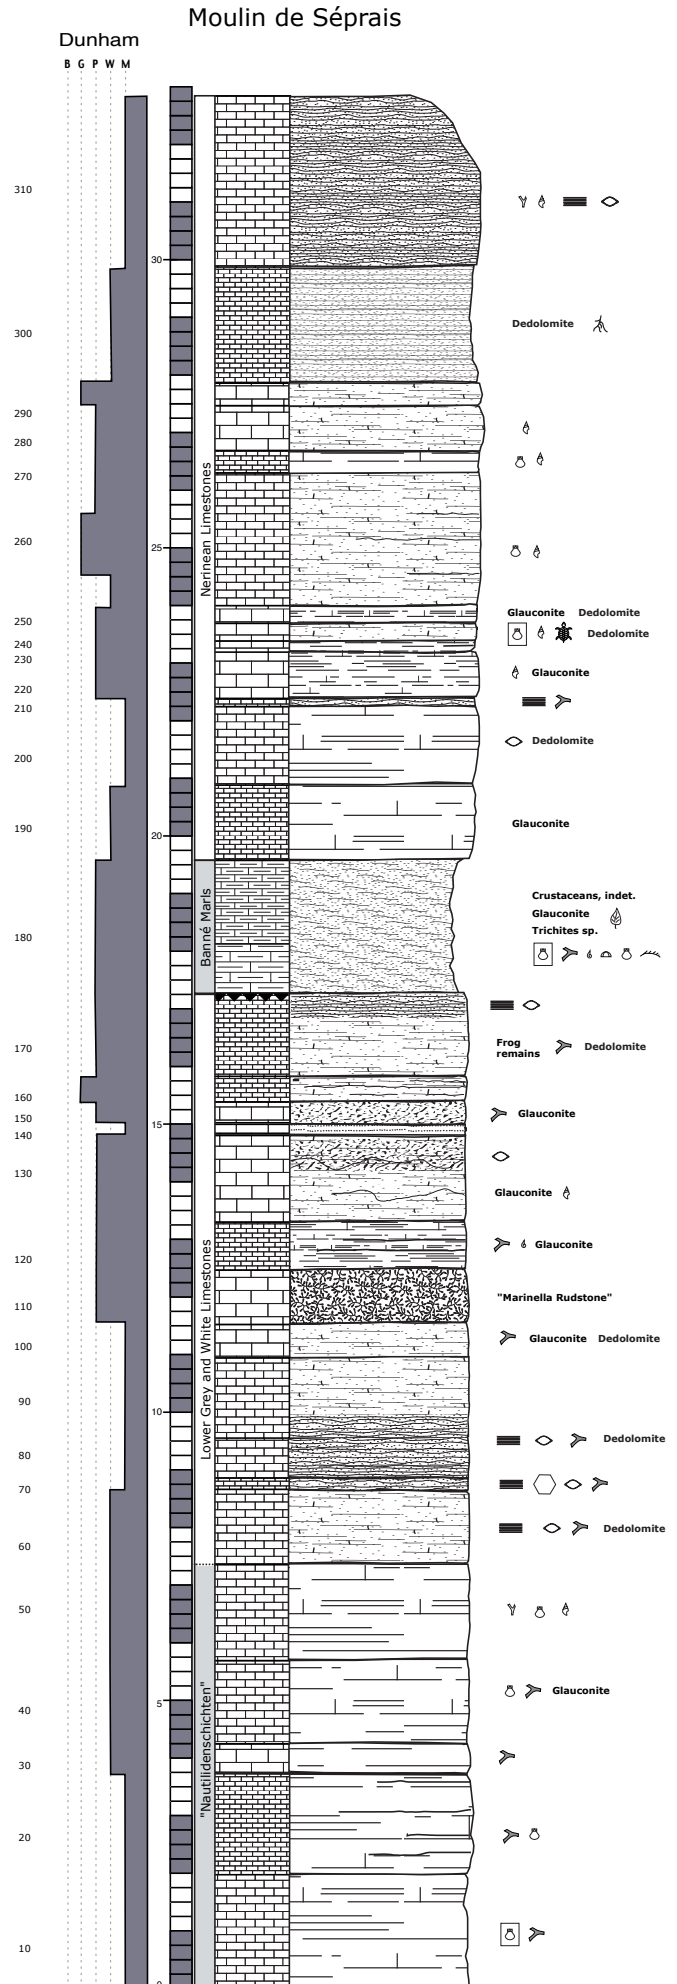 Moulin de Séprais
Dunham
B G P W M
310
30
Dedolomite
300
290
280
270
Nerinean Limestones
260
25
Glauconite Dedolomite
250
Dedolomite
240
230
Glauconite
220
210
Dedolomite
200
Glauconite
190
20
Crustaceans, indet.
Glauconite
Trichites sp.
Banné Marls
180
Frog
remains
Dedolomite
170
160
Glauconite
150
15
140
130
Glauconite
Glauconite
120
Lower Grey and White Limestones
"Marinella Rudstone"
110
Glauconite Dedolomite
100
90
10
Dedolomite
80
70
Dedolomite
60
50
Glauconite
5
40
"Nautilidenschichten"
30
20
10
0